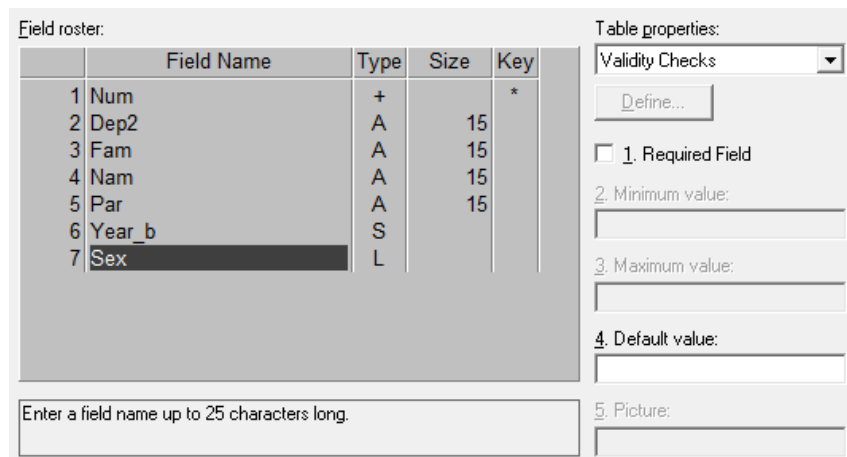 Field roster:
Field Name Type Size Key
1 Num + *
2 Dep2 A 15
3 Fam A 15
4 Nam A 15
5 Par A 15
6 Year_b S
7 Sex L
Enter a field name up to 25 characters long.
Table properties:
Validity Checks
Define...
1. Required Field
2. Minimum value:
3. Maximum value:
4. Default value:
5. Picture: